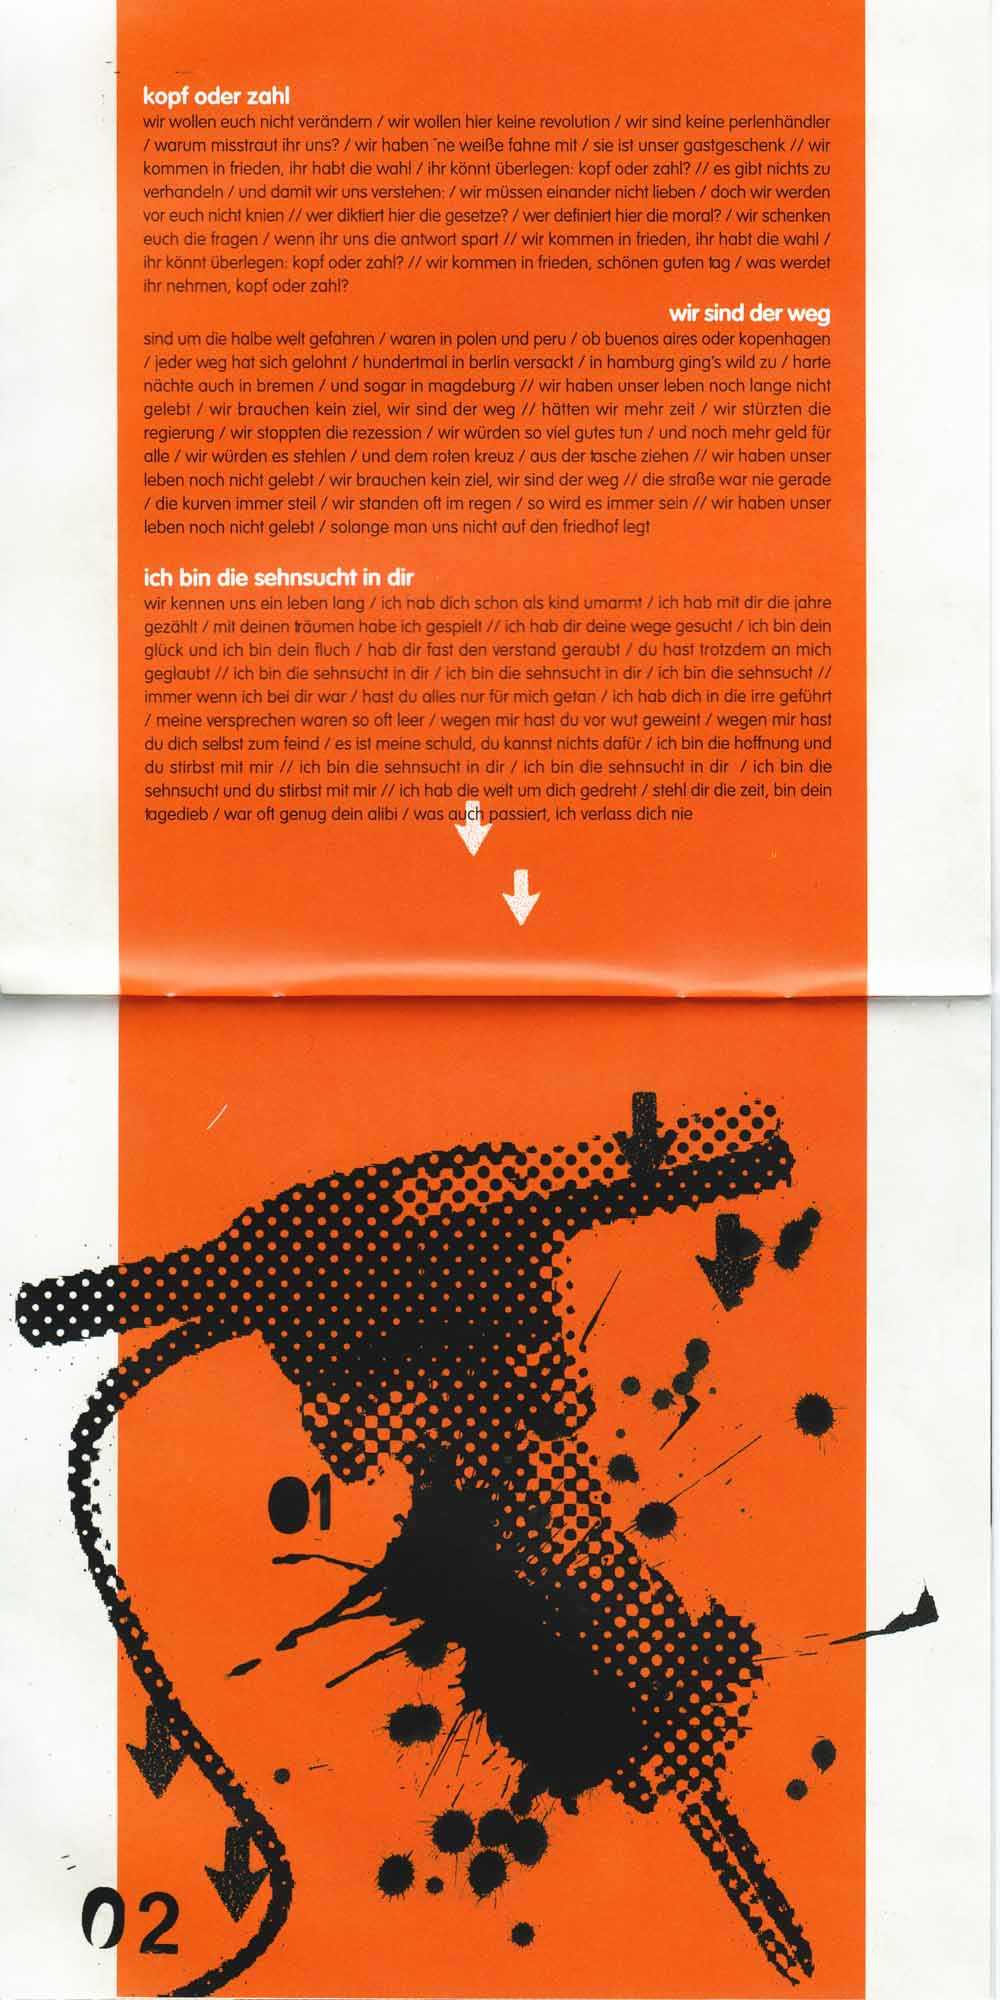 kopf oder zahl
wir wollen euch nicht verändern / wir wollen hier keine revolution / wir sind keine perlenhändler
/ warum misstraut ihr uns? / wir haben ´ne weiße fahne mit / sie ist unser gastgeschenk // wir
kommen in frieden, ihr habt die wahl / ihr könnt überlegen: kopf oder zahl? // es gibt nichts zu
verhandeln / und damit wir uns verstehen: / wir müssen einander nicht lieben / doch wir werden
vor euch nicht knien // wer diktiert hier die gesetze? / wer definiert hier die moral? / wir schenken
euch die fragen / wenn ihr uns die antwort spart // wir kommen in frieden, ihr habt die wahl /
ihr könnt überlegen: kopf oder zahl? // wir kommen in frieden, schönen guten tag / was werdet
ihr nehmen, kopf oder zahl?
wir sind der weg
sind um die halbe welt gefahren / waren in polen und peru / ob buenos aires oder kopenhagen
/ jeder weg hat sich gelohnt / hundertmal in berlin versackt / in hamburg ging's wild zu / harte
nächte auch in bremen / und sogar in magdeburg // wir haben unser leben noch lange nicht
gelebt / wir brauchen kein ziel, wir sind der weg // hätten wir mehr zeit / wir stürzten die
regierung / wir stoppten die rezession / wir würden so viel gutes tun / und noch mehr geld für
alle / wir würden es stehlen / und dem roten kreuz / aus der tasche ziehen // wir haben unser
leben noch nicht gelebt / wir brauchen kein ziel, wir sind der weg // die straße war nie gerade
/ die kurven immer steil / wir standen oft im regen / so wird es immer sein // wir haben unser
leben noch nicht gelebt / solange man uns nicht auf den friedhof legt
ich bin die sehnsucht in dir
wir kennen uns ein leben lang / ich hab dich schon als kind umarmt / ich hab mit dir die jahre
gezählt / mit deinen träumen habe ich gespielt // ich hab dir deine wege gesucht / ich bin dein
glück und ich bin dein fluch / hab dir fast den verstand geraubt / du hast trotzdem an mich
geglaubt // ich bin die sehnsucht in dir / ich bin die sehnsucht in dir / ich bin die sehnsucht //
immer wenn ich bei dir war / hast du alles nur für mich getan / ich hab dich in die irre geführt
/ meine versprechen waren so oft leer / wegen mir hast du vor wut geweint / wegen mir hast
du dich selbst zum feind / es ist meine schuld, du kannst nichts dafür / ich bin die hoffnung und
du stirbst mit mir // ich bin die sehnsucht in dir / ich bin die sehnsucht in dir / ich bin die
sehnsucht und du stirbst mit mir // ich hab die welt um dich gedreht / stehl dir die zeit, bin dein
tagedieb / war oft genug dein alibi / was auch passiert, ich verlass dich nie
01
02